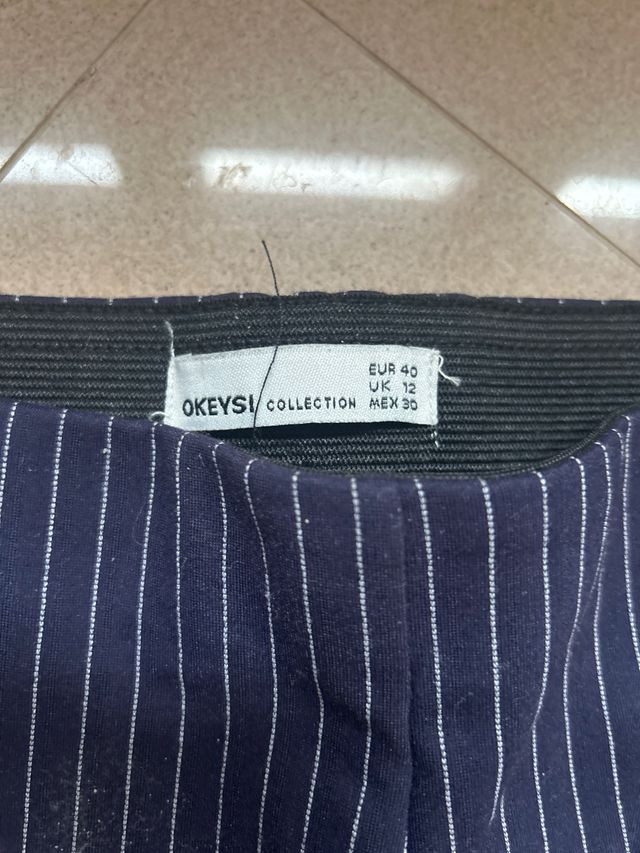 OKEYSI COLLECTION
EUR 40
UK 12
MEX 30